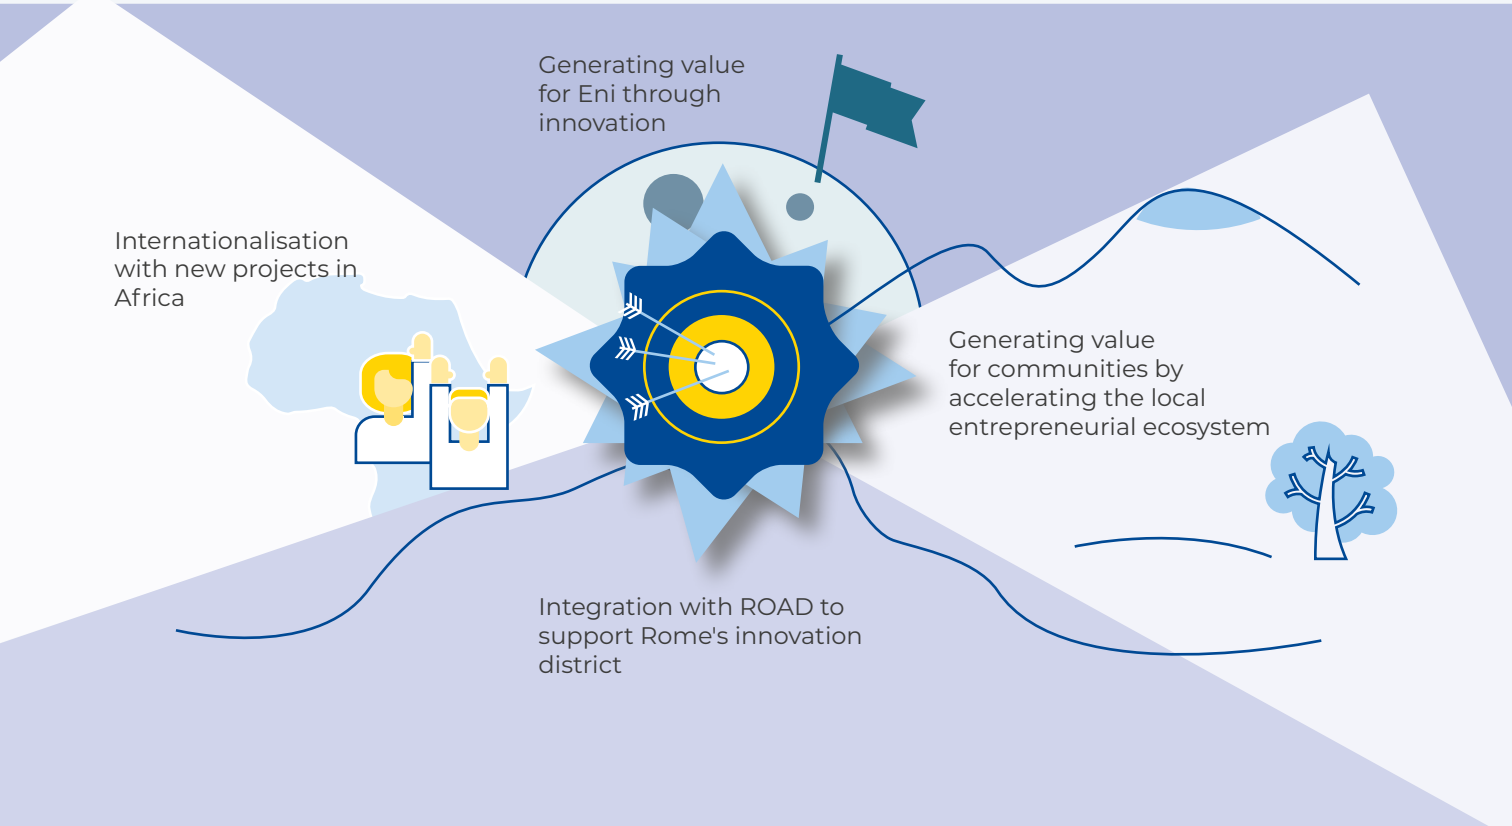 Generating value
for Eni through
innovation
Internationalisation
with new projects in
Africa
Generating value
for communities by
accelerating the local
entrepreneurial ecosystem
Integration with ROAD to
support Rome's innovation
district